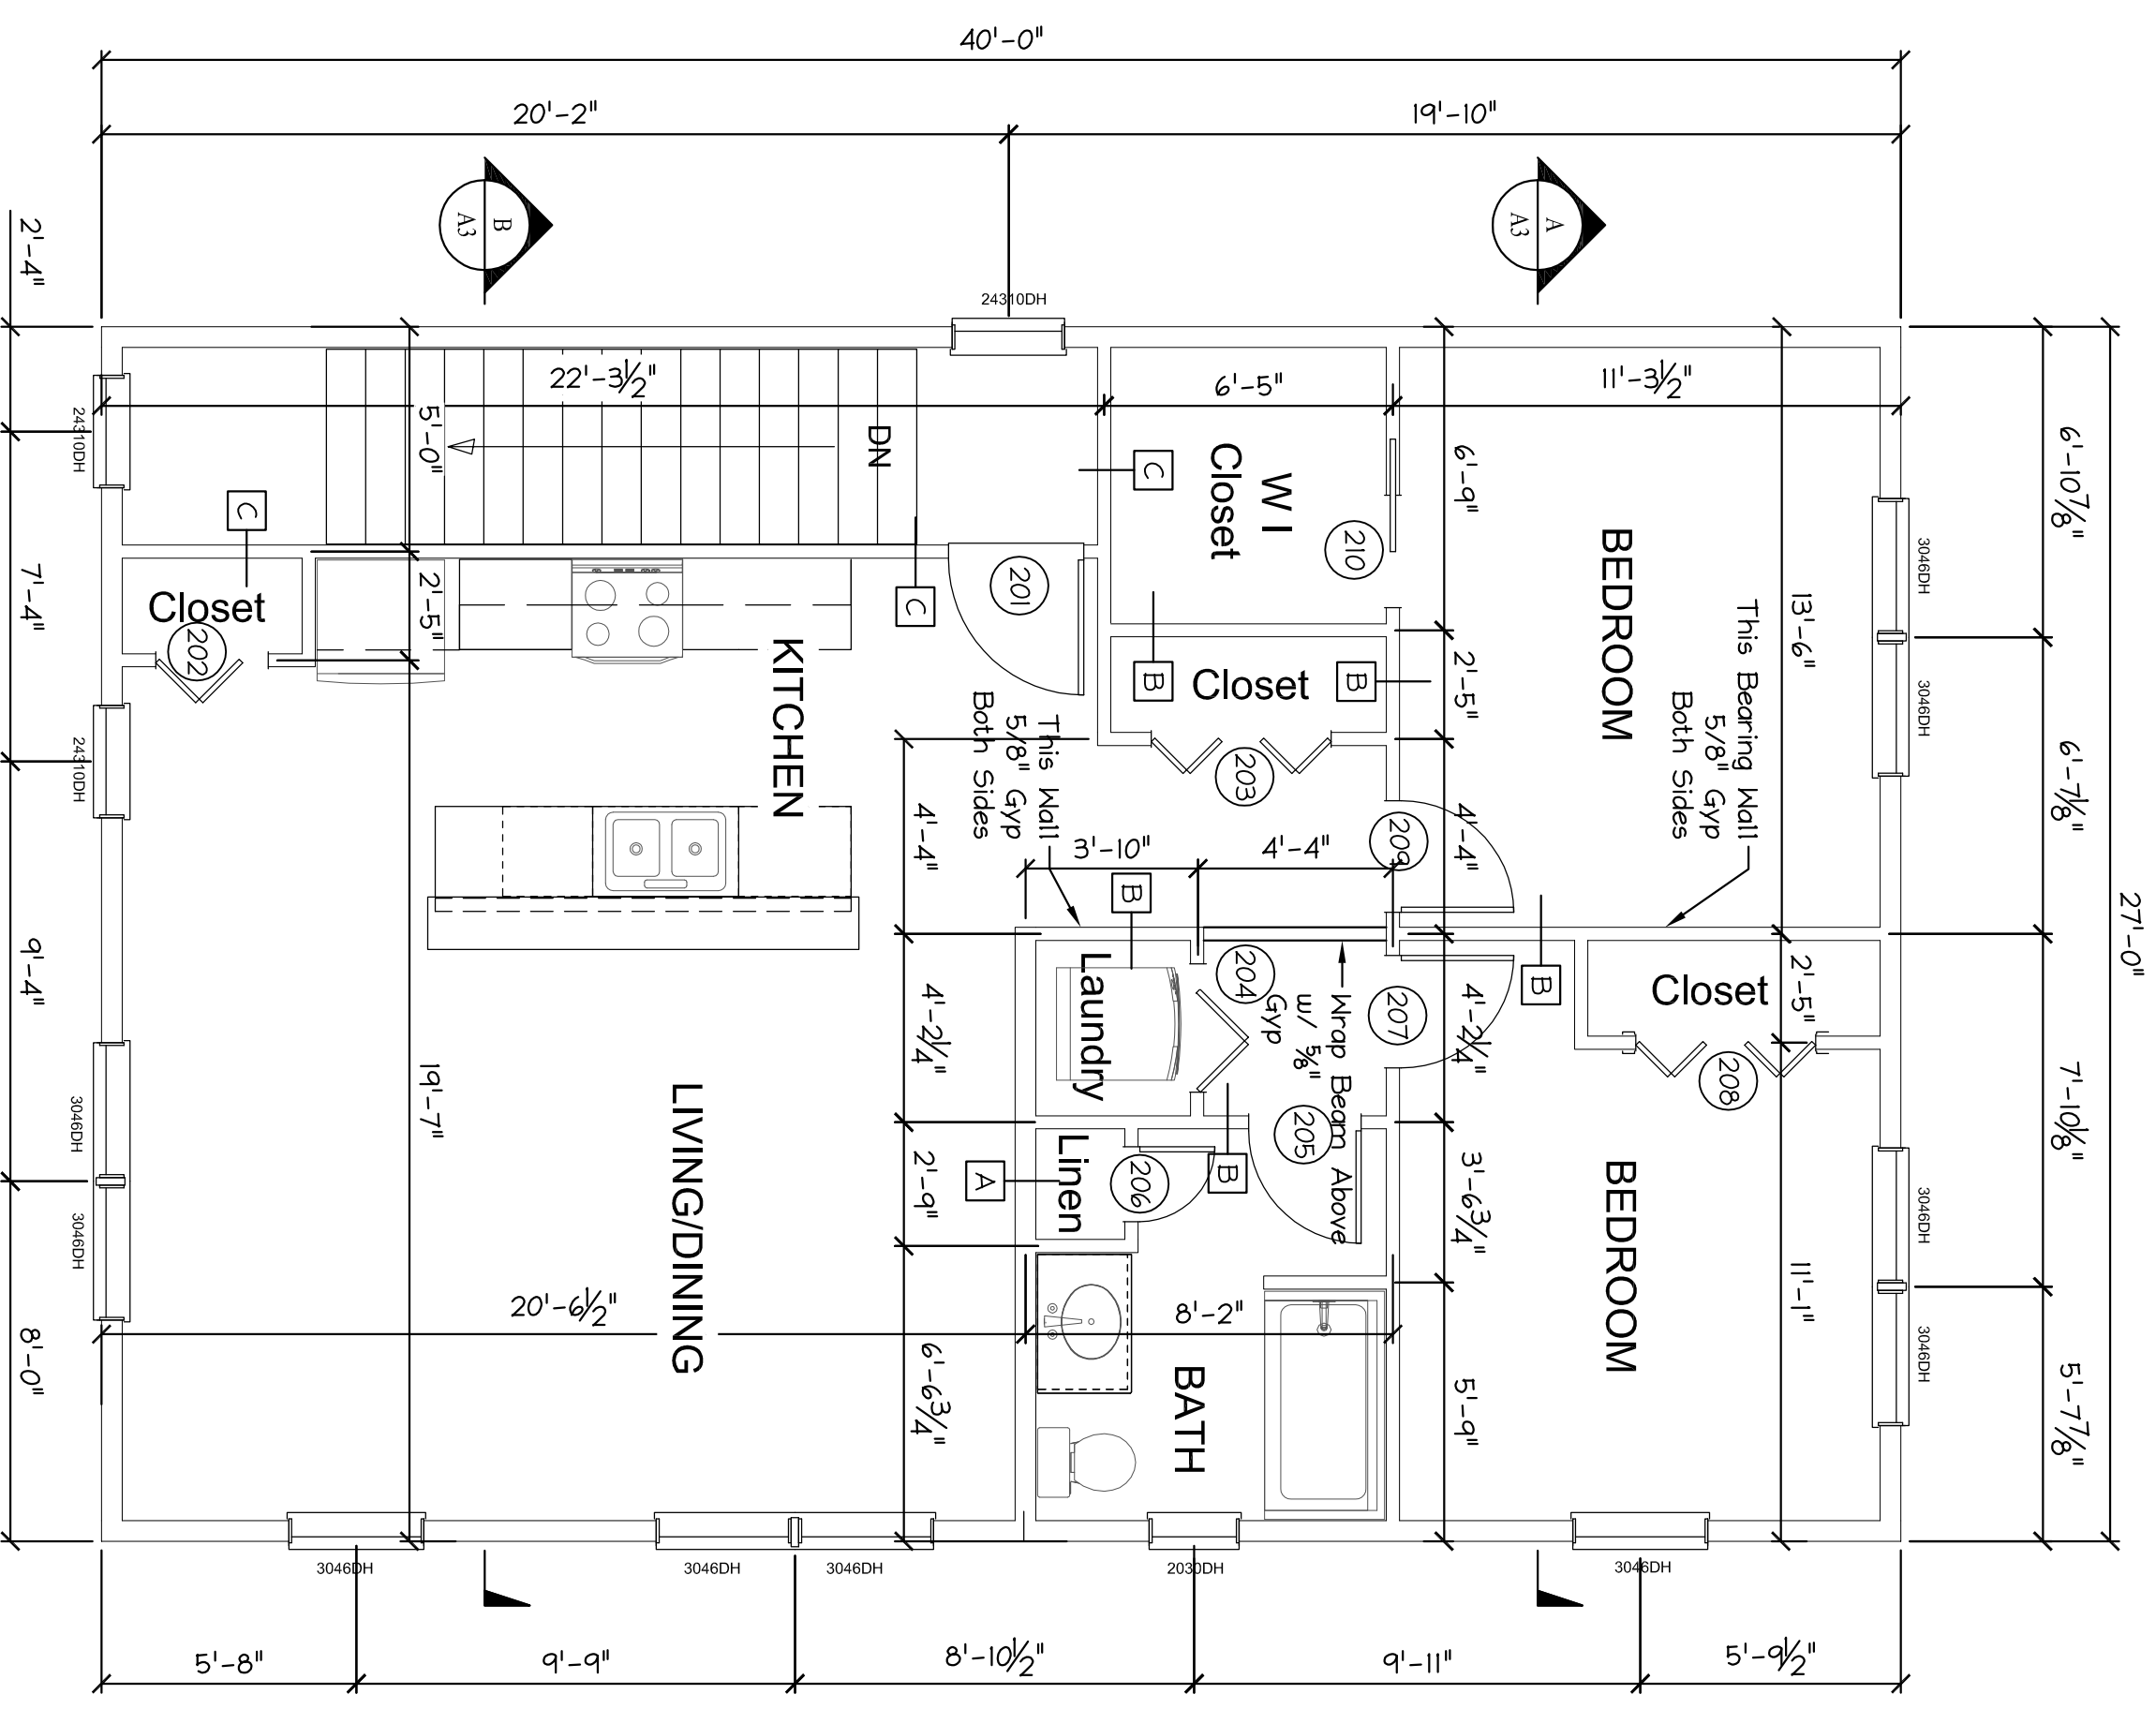 40'-0"
20'-2"
19'-10"
B
A3
A
A3
2'-4"
7'-4"
9'-4"
8'-0"
24310DH
24310DH
24310DH
3046DH
3046DH
22'-3½"
6'-5"
11'-3½"
5'-0"
2'-5"
19'-7"
DN
C
C
C
Closet
202
201
KITCHEN
W I
Closet
210
6'-9"
2'-5"
4'-4"
4'-2¼"
3'-6¾"
5'-9"
B
Closet
B
203
209
BEDROOM
13'-6"
2'-5"
11'-1"
This Bearing Wall
5/8" Gyp
Both Sides
This Wall
5/8" Gyp
Both Sides
4'-4"
4'-2¼"
2'-9"
6'-6¾"
3'-10"
4'-4"
B
Laundry
204
Wrap Beam Above
w/ ⅝"
Gyp
207
B
Closet
208
205
B
A
Linen
206
LIVING/DINING
20'-6½"
8'-2"
BATH
BEDROOM
3046DH
3046DH
3046DH
3046DH
6'-10⅞"
6'-7⅛"
7'-10⅛"
5'-7⅞"
27'-0"
3046DH
3046DH
3046DH
2030DH
3046DH
5'-8"
9'-9"
8'-10½"
9'-11"
5'-9½"